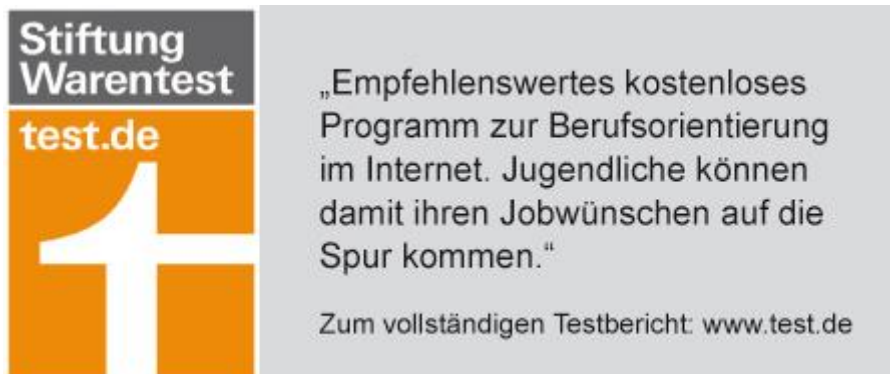 Stiftung
Warentest
test.de
„Empfehlenswertes kostenloses
Programm zur Berufsorientierung
im Internet. Jugendliche können
damit ihren Jobwünschen auf die
Spur kommen.“
Zum vollständigen Testbericht: www.test.de